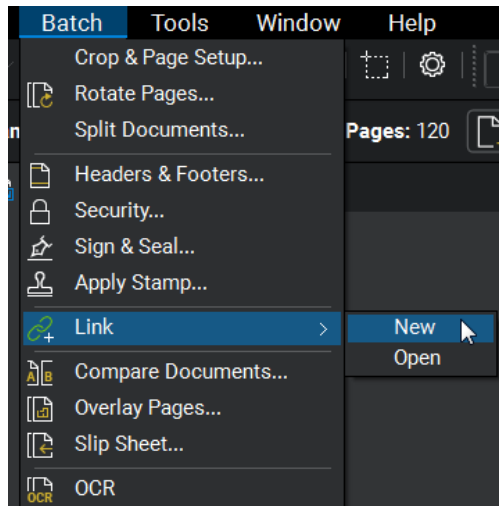 Batch Tools Window Help
Crop & Page Setup...
Rotate Pages...
Split Documents...
Pages: 120
Headers & Footers...
Security...
Sign & Seal...
Apply Stamp...
Link > New
Open
A B Compare Documents...
Overlay Pages...
Slip Sheet...
OCR OCR